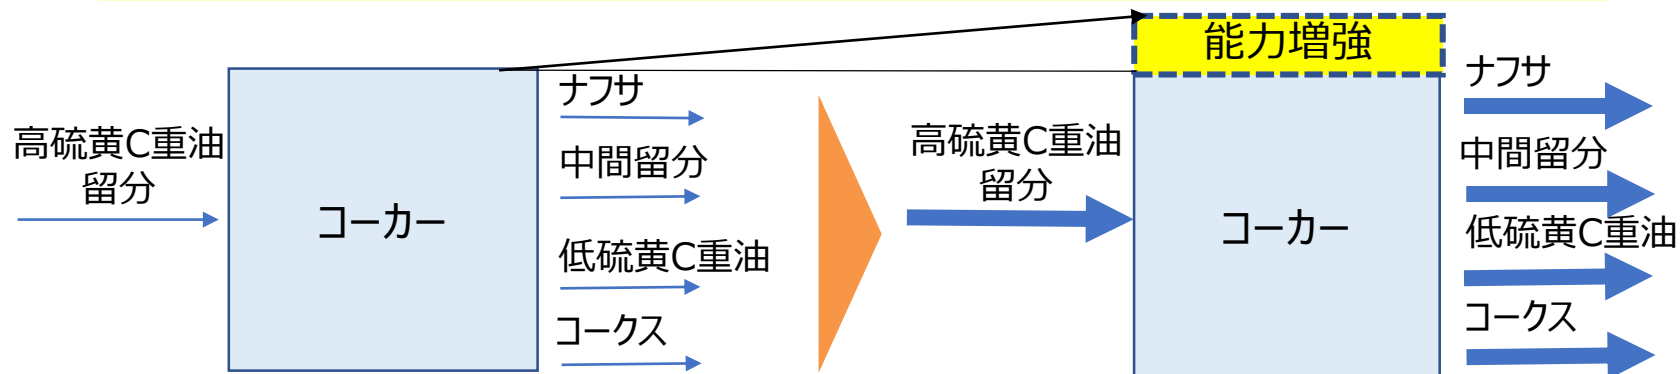 高硫黄C重油
留分
コーカー
ナフサ
中間留分
低硫黄C重油
コークス
高硫黄C重油
留分
能力増強
コーカー
ナフサ
中間留分
低硫黄C重油
コークス